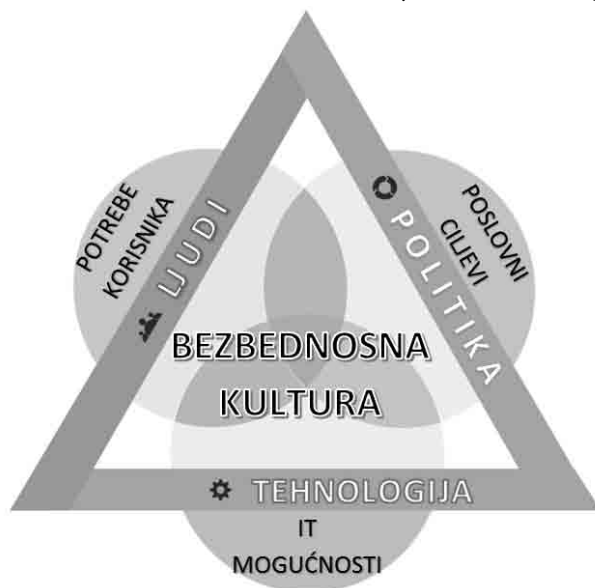 POTREBE
KORISNIKA
LJUDI
POLITIKA
POSLOVNI
CILJEVI
BEZBEDNOSNA
KULTURA
TEHNOLOGIJA
IT
MOGUĆNOSTI